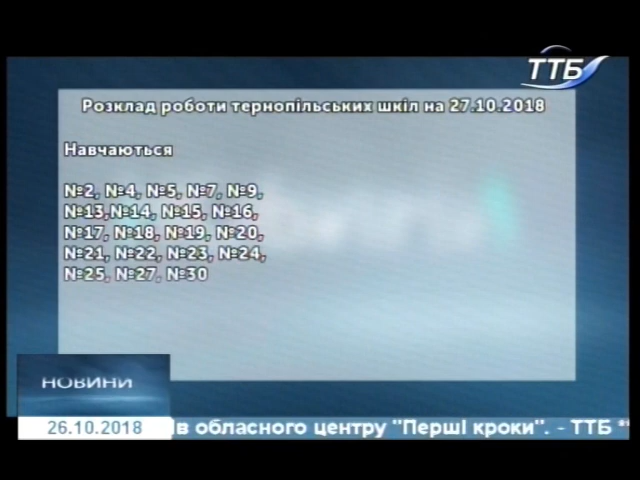 ТТБ
Розклад роботи тернопільських шкіл на 27.10.2018
Навчаються
№2, №4, №5, №7, №9,
№13,№14, №15, №16,
№17, №18, №19, №20,
№21, №22, №23, №24,
№25, №27, №30
НОВИНИ
26.10.2018
ів обласного центру "Перші кроки". - ТТБ **